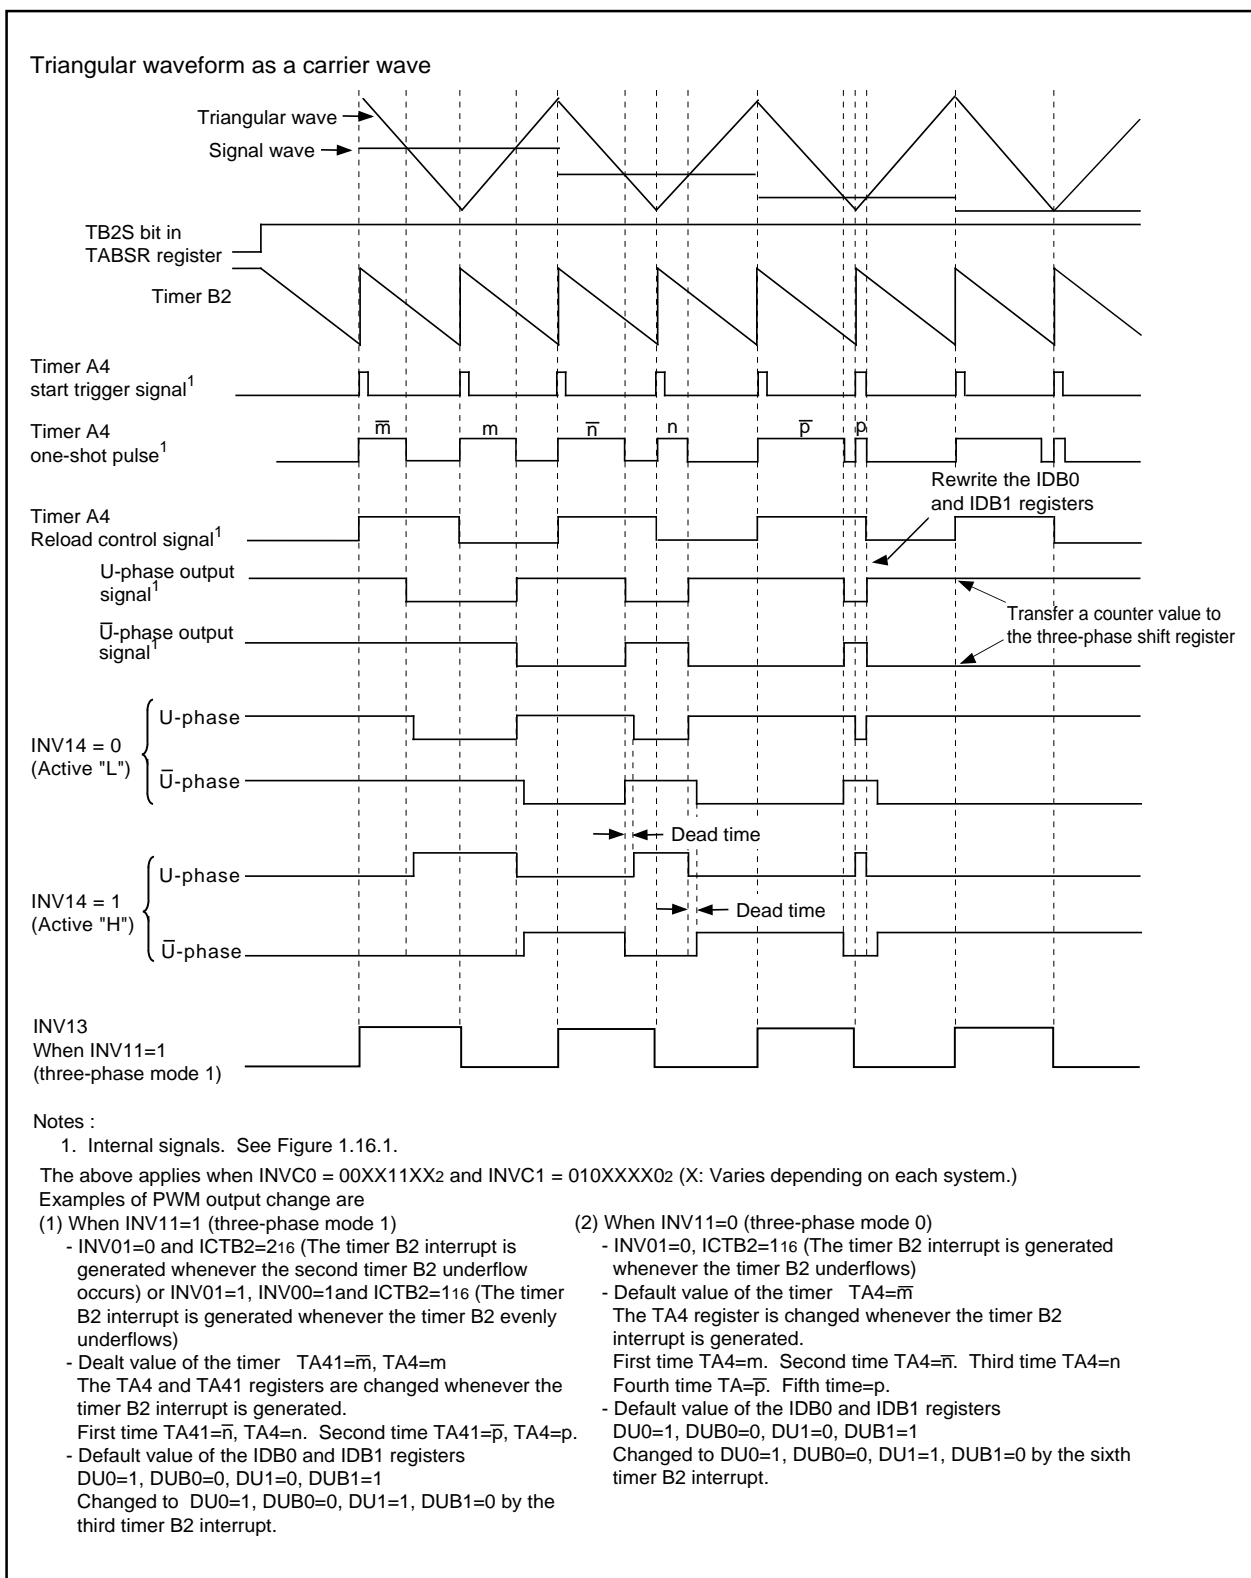 Triangular waveform as a carrier wave
Triangular wave
Signal wave
TB2S bit in
TABSR register
Timer B2
Timer A4
start trigger signal¹
m̅ m n̅ n p̅ p
Timer A4
one-shot pulse¹
Rewrite the IDB0
and IDB1 registers
Timer A4
Reload control signal¹
U-phase output
signal¹
Transfer a counter value to
the three-phase shift register
U̅-phase output
signal¹
U-phase
INV14 = 0
(Active "L")
U̅-phase
Dead time
U-phase
INV14 = 1
(Active "H")
Dead time
U̅-phase
INV13
When INV11=1
(three-phase mode 1)
Notes :
1. Internal signals. See Figure 1.16.1.
The above applies when INVC0 = 00XX11XX₂ and INVC1 = 010XXXX0₂ (X: Varies depending on each system.)
Examples of PWM output change are
(1) When INV11=1 (three-phase mode 1)
- INV01=0 and ICTB2=2₁₆ (The timer B2 interrupt is
generated whenever the second timer B2 underflow
occurs) or INV01=1, INV00=1and ICTB2=1₁₆ (The timer
B2 interrupt is generated whenever the timer B2 evenly
underflows)
- Dealt value of the timer TA41=m̅, TA4=m
The TA4 and TA41 registers are changed whenever the
timer B2 interrupt is generated.
First time TA41=n̅, TA4=n. Second time TA41=p̅, TA4=p.
- Default value of the IDB0 and IDB1 registers
DU0=1, DUB0=0, DU1=0, DUB1=1
Changed to DU0=1, DUB0=0, DU1=1, DUB1=0 by the
third timer B2 interrupt.
(2) When INV11=0 (three-phase mode 0)
- INV01=0, ICTB2=1₁₆ (The timer B2 interrupt is generated
whenever the timer B2 underflows)
- Default value of the timer TA4=m̅
The TA4 register is changed whenever the timer B2
interrupt is generated.
First time TA4=m. Second time TA4=n̅. Third time TA4=n
Fourth time TA=p̅. Fifth time=p.
- Default value of the IDB0 and IDB1 registers
DU0=1, DUB0=0, DU1=0, DUB1=1
Changed to DU0=1, DUB0=0, DU1=1, DUB1=0 by the sixth
timer B2 interrupt.